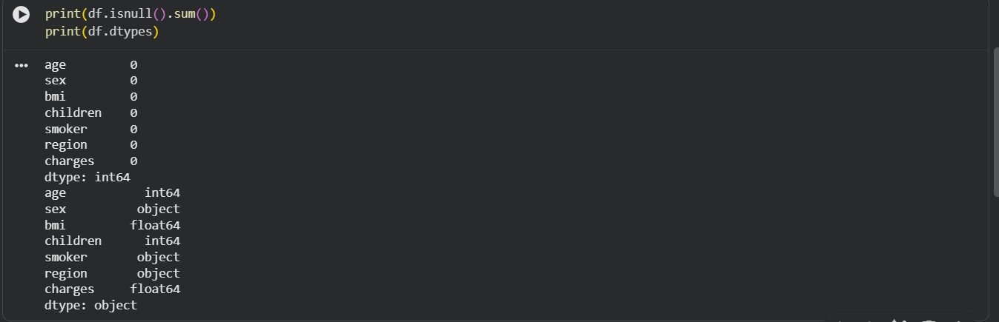 print(df.isnull().sum())
print(df.dtypes)
age 0
sex 0
bmi 0
children 0
smoker 0
region 0
charges 0
dtype: int64
age int64
sex object
bmi float64
children int64
smoker object
region object
charges float64
dtype: object